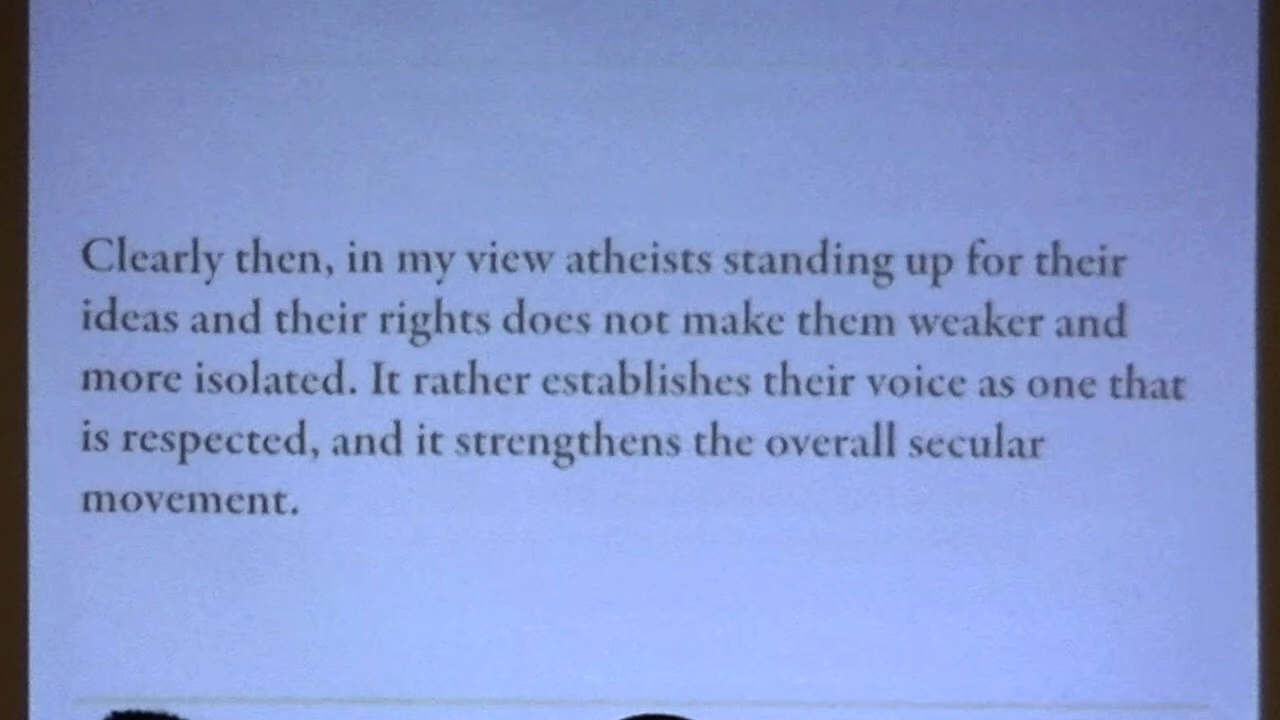 Clearly then, in my view atheists standing up for their
ideas and their rights does not make them weaker and
more isolated. It rather establishes their voice as one that
is respected, and it strengthens the overall secular
movement.